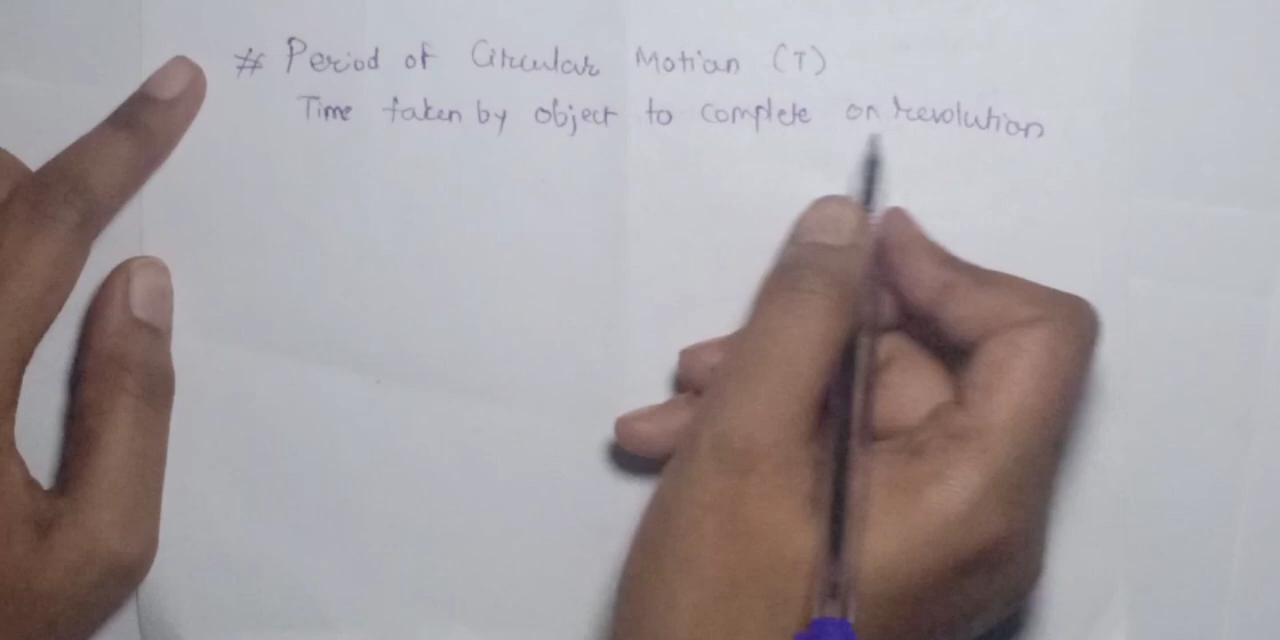 # Period of Circular Motion (T)
Time taken by object to complete on revolution